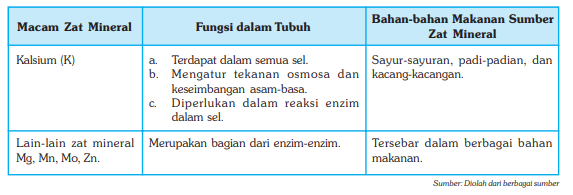 Macam Zat Mineral
Fungsi dalam Tubuh
Bahan-bahan Makanan Sumber
Zat Mineral
Kalsium (K)
a. Terdapat dalam semua sel.
b. Mengatur tekanan osmosa dan
keseimbangan asam-basa.
c. Diperlukan dalam reaksi enzim
dalam sel.
Sayur-sayuran, padi-padian, dan
kacang-kacangan.
Lain-lain zat mineral
Mg, Mn, Mo, Zn.
Merupakan bagian dari enzim-enzim.
Tersebar dalam berbagai bahan
makanan.
Sumber: Diolah dari berbagai sumber